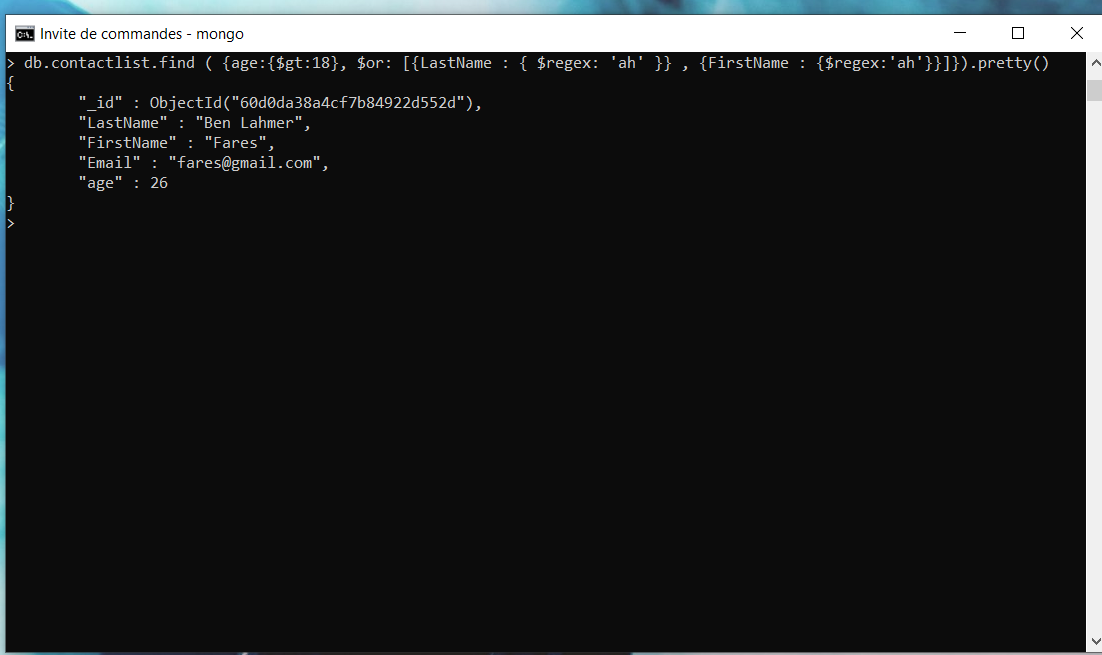 Invite de commandes - mongo
> db.contactlist.find ( {age:{$gt:18}, $or: [{LastName : { $regex: 'ah' }} , {FirstName : {$regex:'ah'}}]}).pretty()
{
        "_id" : ObjectId("60d0da38a4cf7b84922d552d"),
        "LastName" : "Ben Lahmer",
        "FirstName" : "Fares",
        "Email" : "fares@gmail.com",
        "age" : 26
}
>